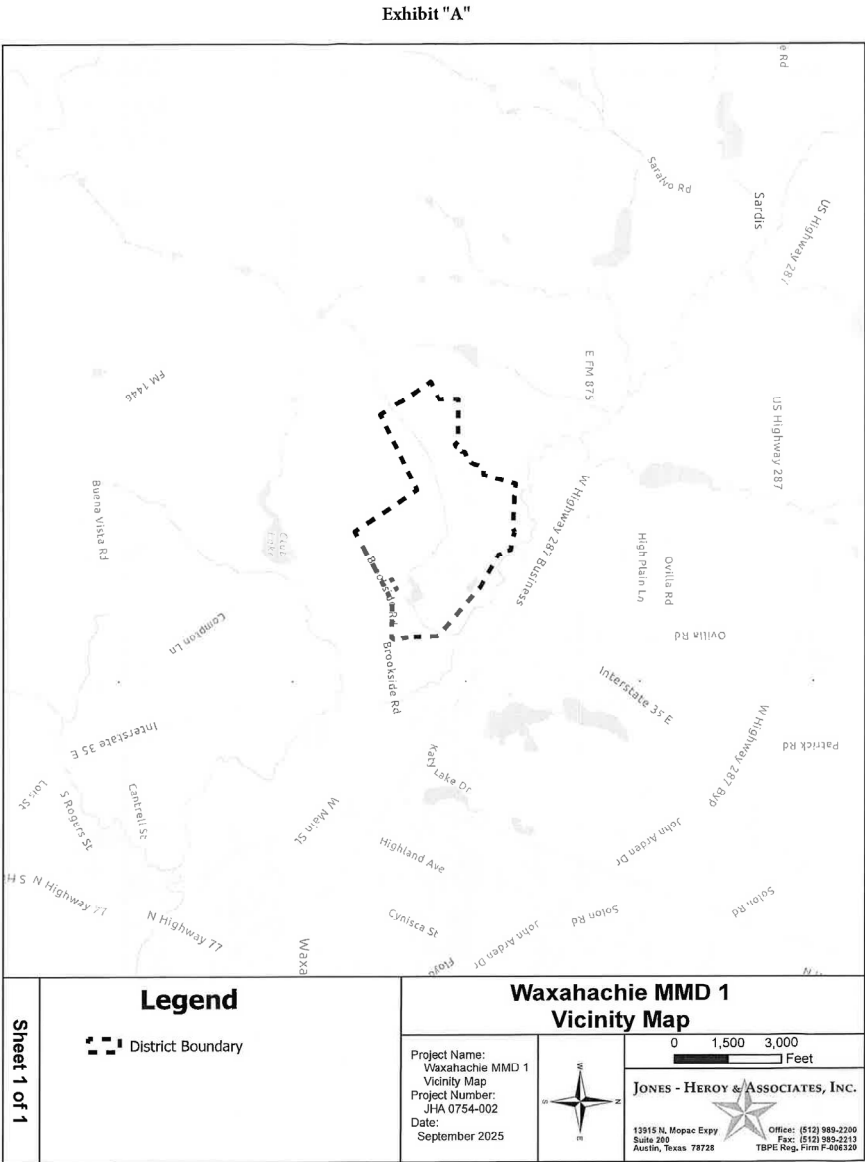 Exhibit "A"
e Rd
Saralvo Rd
Sardis
US Highway 287
E FM 875
FM 1446
US Highway 287
Buena Vista Rd
W Highway 287 Business
High Plain Ln
Ovilla Rd
Brookside Rd
Compton Ln
Ovilla Rd
Brookside Rd
Interstate 35 E
Interstate 35 E
W Highway 287 Byp
Patrick Rd
Katy Lake Dr
Lois St
S Rogers St
Cantrell St
W Main St
Highland Ave
John Arden Dr
S H
N Highway 77
N Highway 77
Cynisca St
Solon Rd
Solon Rd
John Arden Dr
Waxa
Floyd
Legend
District Boundary
Sheet 1 of 1
Waxahachie MMD 1
Vicinity Map
Project Name:
Waxahachie MMD 1
Vicinity Map
Project Number:
JHA 0754-002
Date:
September 2025
W
S
N
E
0 1,500 3,000
Feet
JONES - HEROY & ASSOCIATES, INC.
13915 N. Mopac Expy
Suite 200
Austin, Texas 78728
Office: (512) 989-2200
Fax: (512) 989-2213
TBPE Reg. Firm F-006320